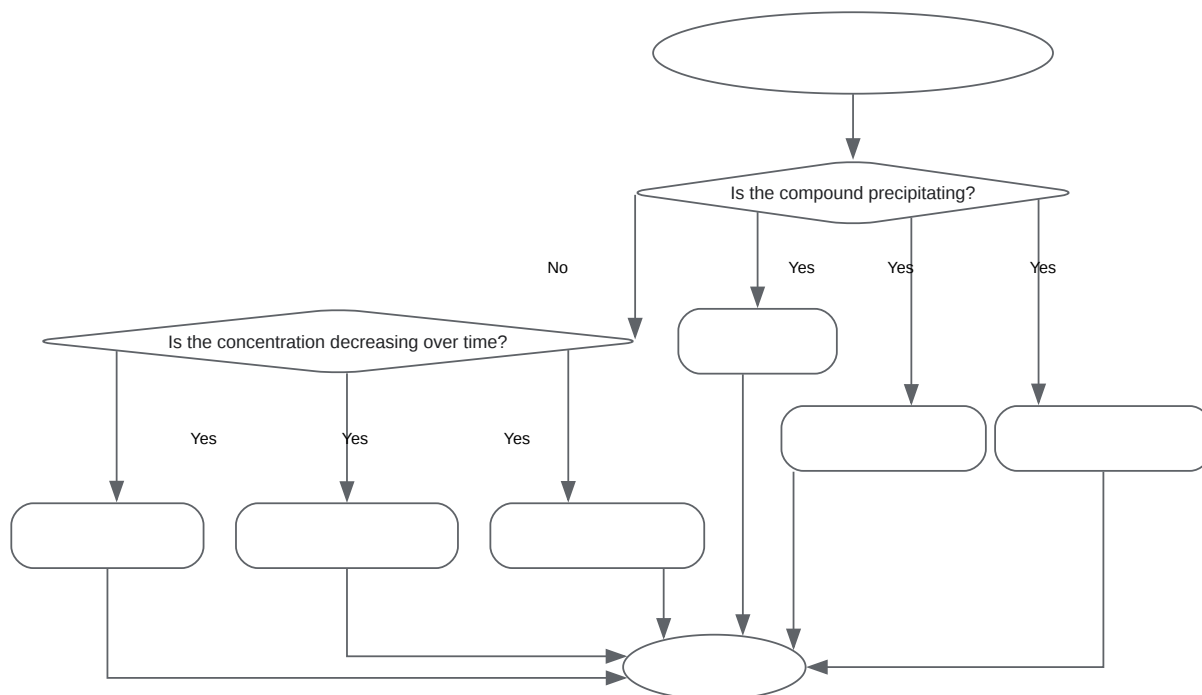 Is the compound precipitating?
No
Yes
Yes
Yes
Is the concentration decreasing over time?
Yes
Yes
Yes